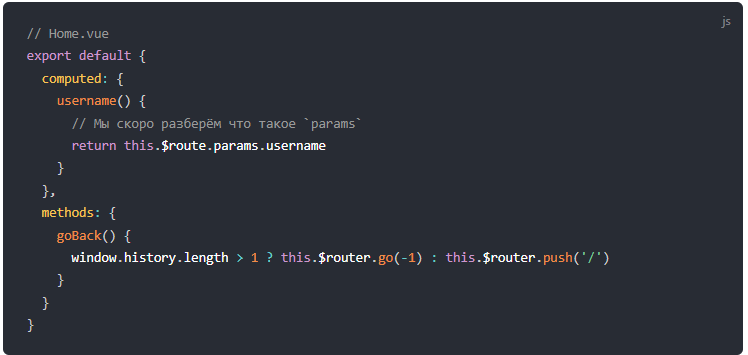 js
// Home.vue
export default {
  computed: {
    username() {
      // Мы скоро разберём что такое `params`
      return this.$route.params.username
    }
  },
  methods: {
    goBack() {
      window.history.length > 1 ? this.$router.go(-1) : this.$router.push('/')
    }
  }
}